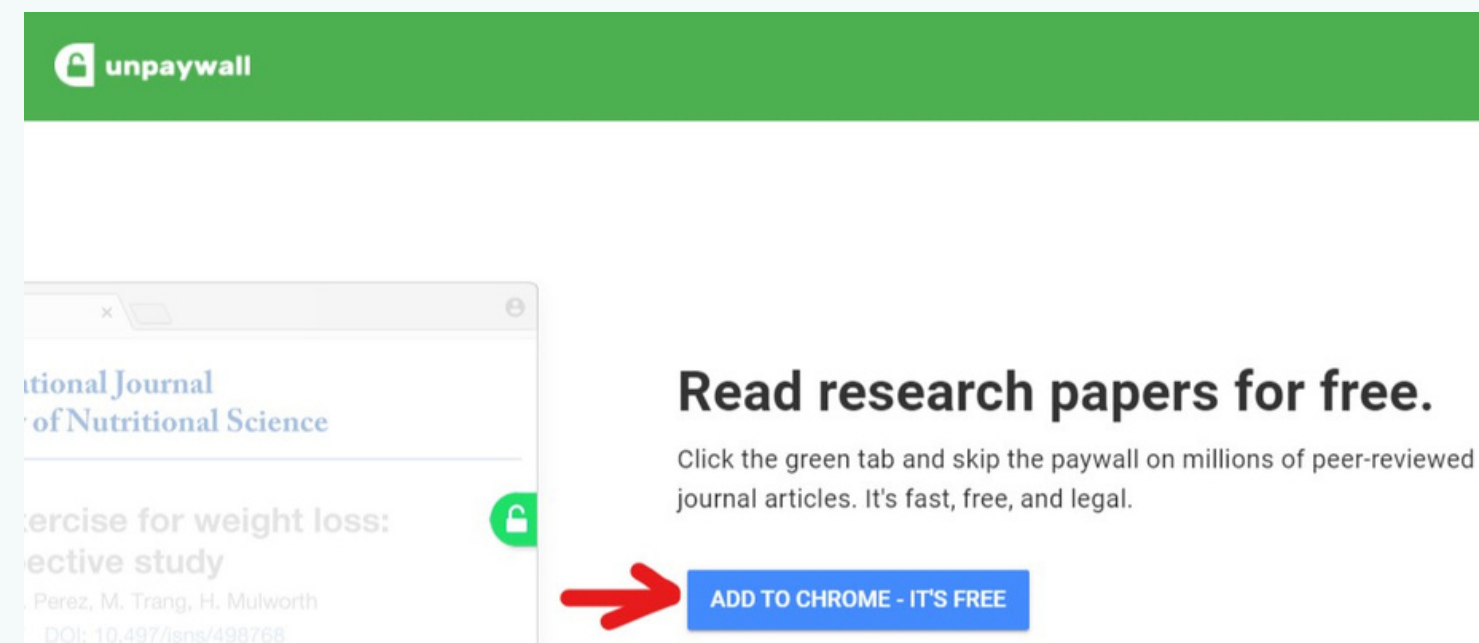 unpaywall
tional Journal
of Nutritional Science
ercise for weight loss:
ective study
Perez, M. Trang, H. Mulworth
DOI: 10.497/isns/498768
Read research papers for free.
Click the green tab and skip the paywall on millions of peer-reviewed
journal articles. It's fast, free, and legal.
ADD TO CHROME - IT'S FREE